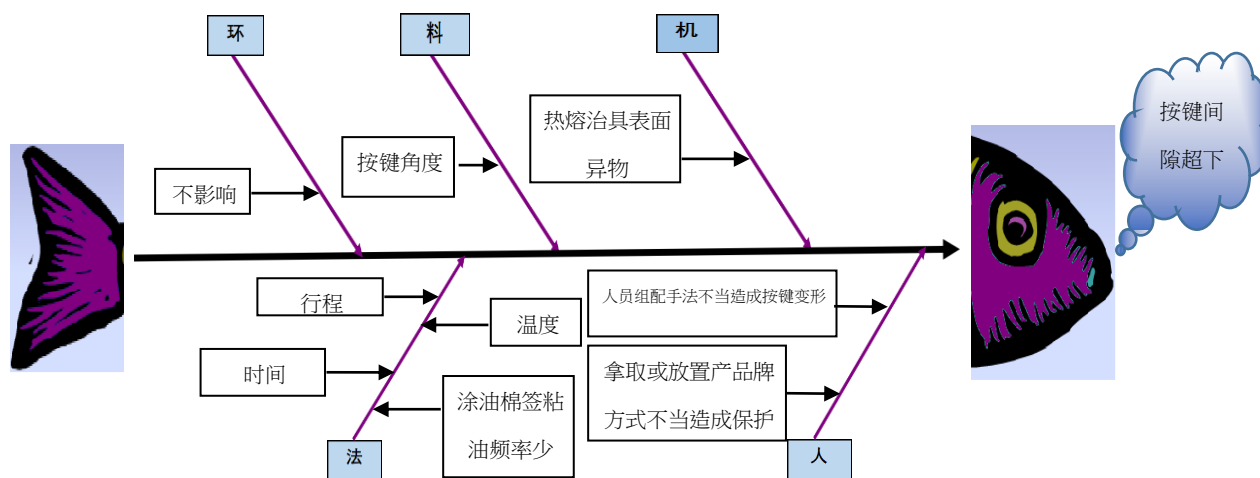 环
料
机
按键间
隙超下
热熔治具表面
异物
按键角度
不影响
行程
温度
时间
涂油棉签粘
油频率少
人员组配手法不当造成按键变形
拿取或放置产品牌
方式不当造成保护
法
人